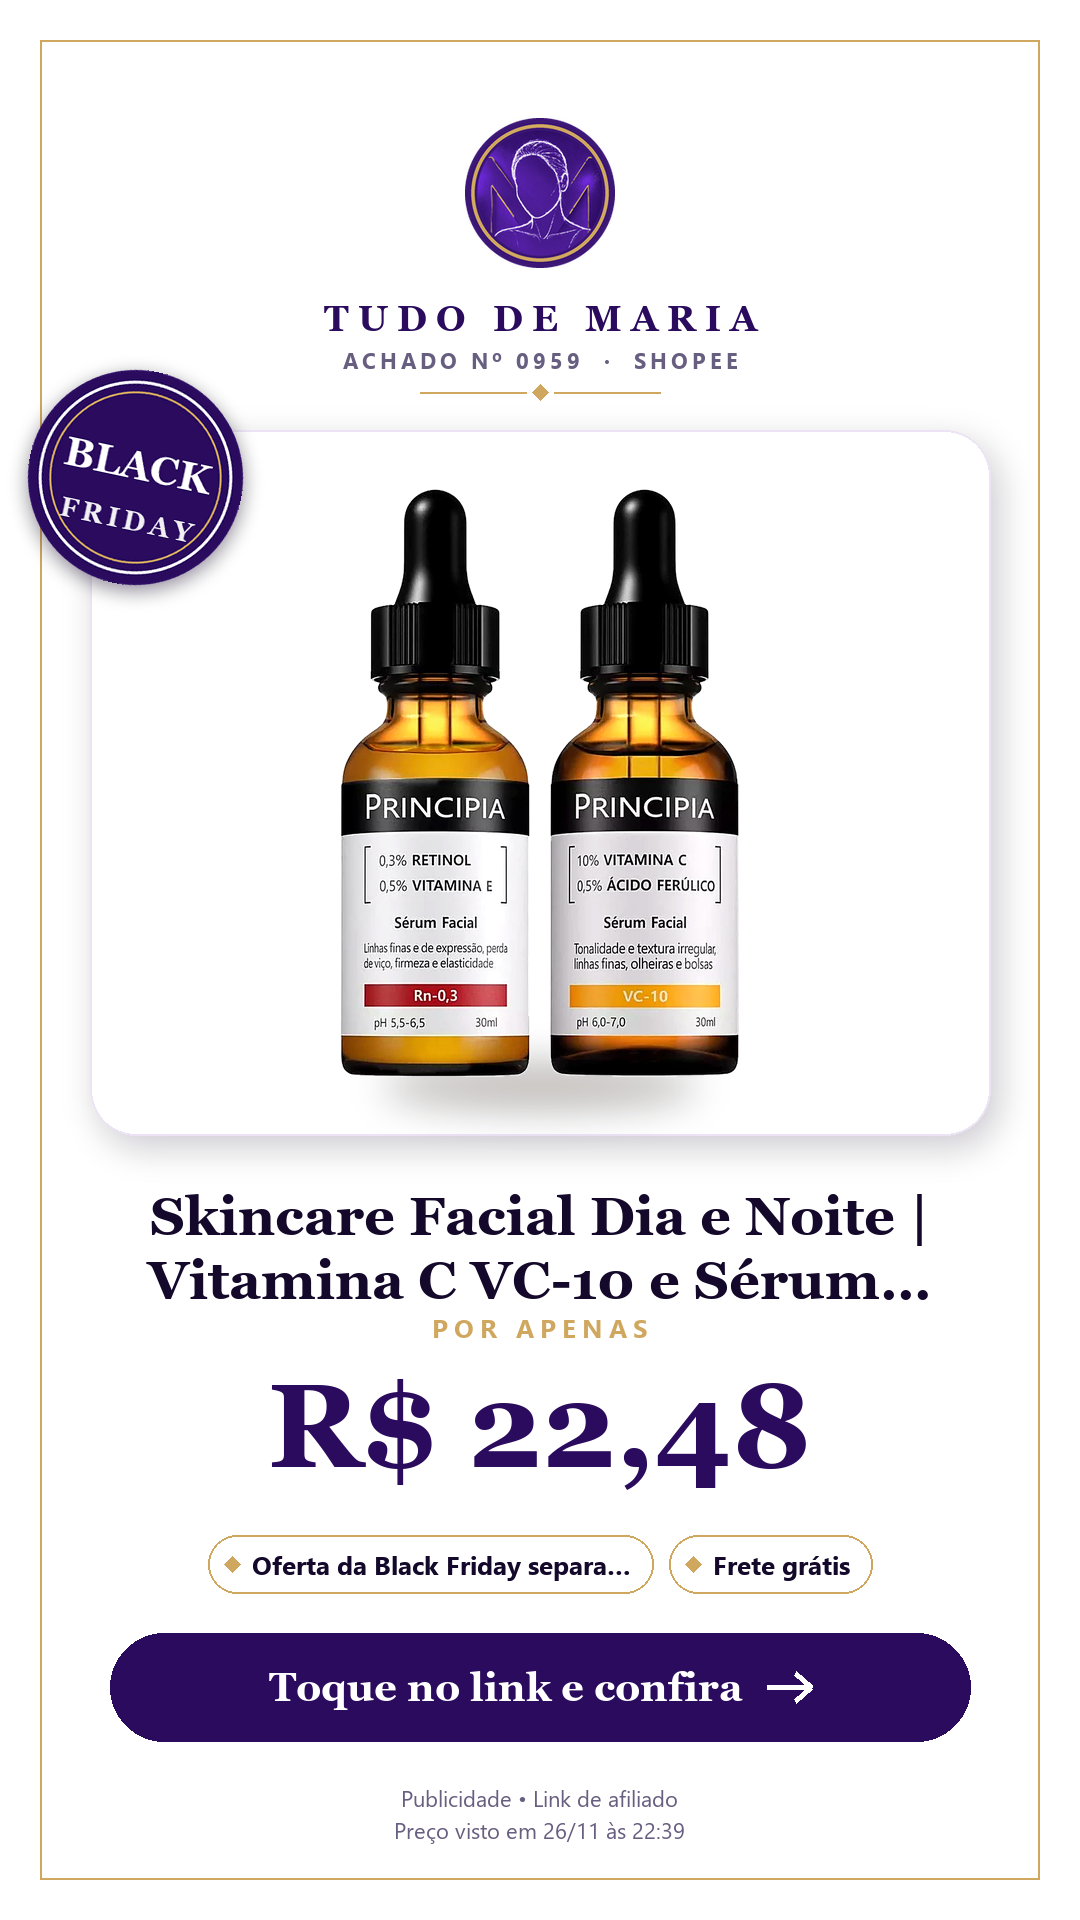 TUDO DE MARIA
ACHADO Nº 0959 · SHOPEE
BLACK
FRIDAY
PRINCIPIA
0,3% RETINOL
0,5% VITAMINA E
Sérum Facial
Linhas finas e de expressão, perda
de viço, firmeza e elasticidade
Rn-0,3
pH 5,5-6,5 30ml
PRINCIPIA
10% VITAMINA C
0,5% ÁCIDO FERÚLICO
Sérum Facial
Tonalidade e textura irregular,
linhas finas, olheiras e bolsas
VC-10
pH 6,0-7,0 30ml
Skincare Facial Dia e Noite |
Vitamina C VC-10 e Sérum...
POR APENAS
R$ 22,48
Oferta da Black Friday separa...
Frete grátis
Toque no link e confira →
Publicidade • Link de afiliado
Preço visto em 26/11 às 22:39